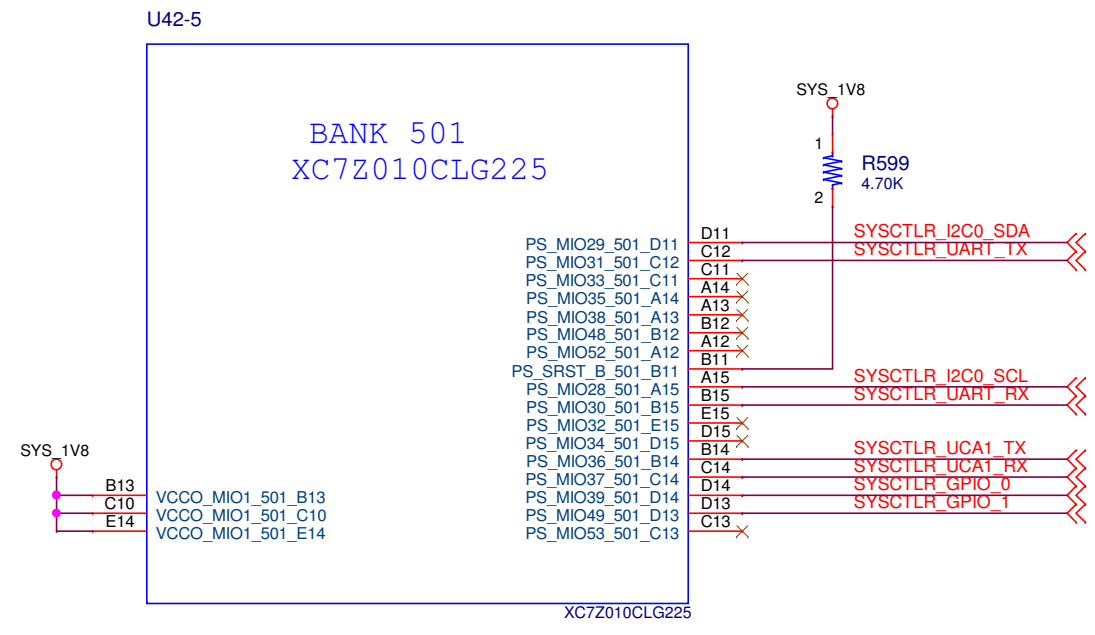 U42-5
BANK 501
XC7Z010CLG225
SYS_1V8
1
R599
4.70K
2
PS_MIO29_501_D11 D11 SYSCTLR_I2C0_SDA
PS_MIO31_501_C12 C12 SYSCTLR_UART_TX
PS_MIO33_501_C11 C11
PS_MIO35_501_A14 A14
PS_MIO38_501_A13 A13
PS_MIO48_501_B12 B12
PS_MIO52_501_A12 A12
PS_SRST_B_501_B11 B11
PS_MIO28_501_A15 A15 SYSCTLR_I2C0_SCL
PS_MIO30_501_B15 B15 SYSCTLR_UART_RX
PS_MIO32_501_E15 E15
PS_MIO34_501_D15 D15
PS_MIO36_501_B14 B14 SYSCTLR_UCA1_TX
PS_MIO37_501_C14 C14 SYSCTLR_UCA1_RX
PS_MIO39_501_D14 D14 SYSCTLR_GPIO_0
PS_MIO49_501_D13 D13 SYSCTLR_GPIO_1
PS_MIO53_501_C13 C13
SYS_1V8
B13 VCCO_MIO1_501_B13
C10 VCCO_MIO1_501_C10
E14 VCCO_MIO1_501_E14
XC7Z010CLG225